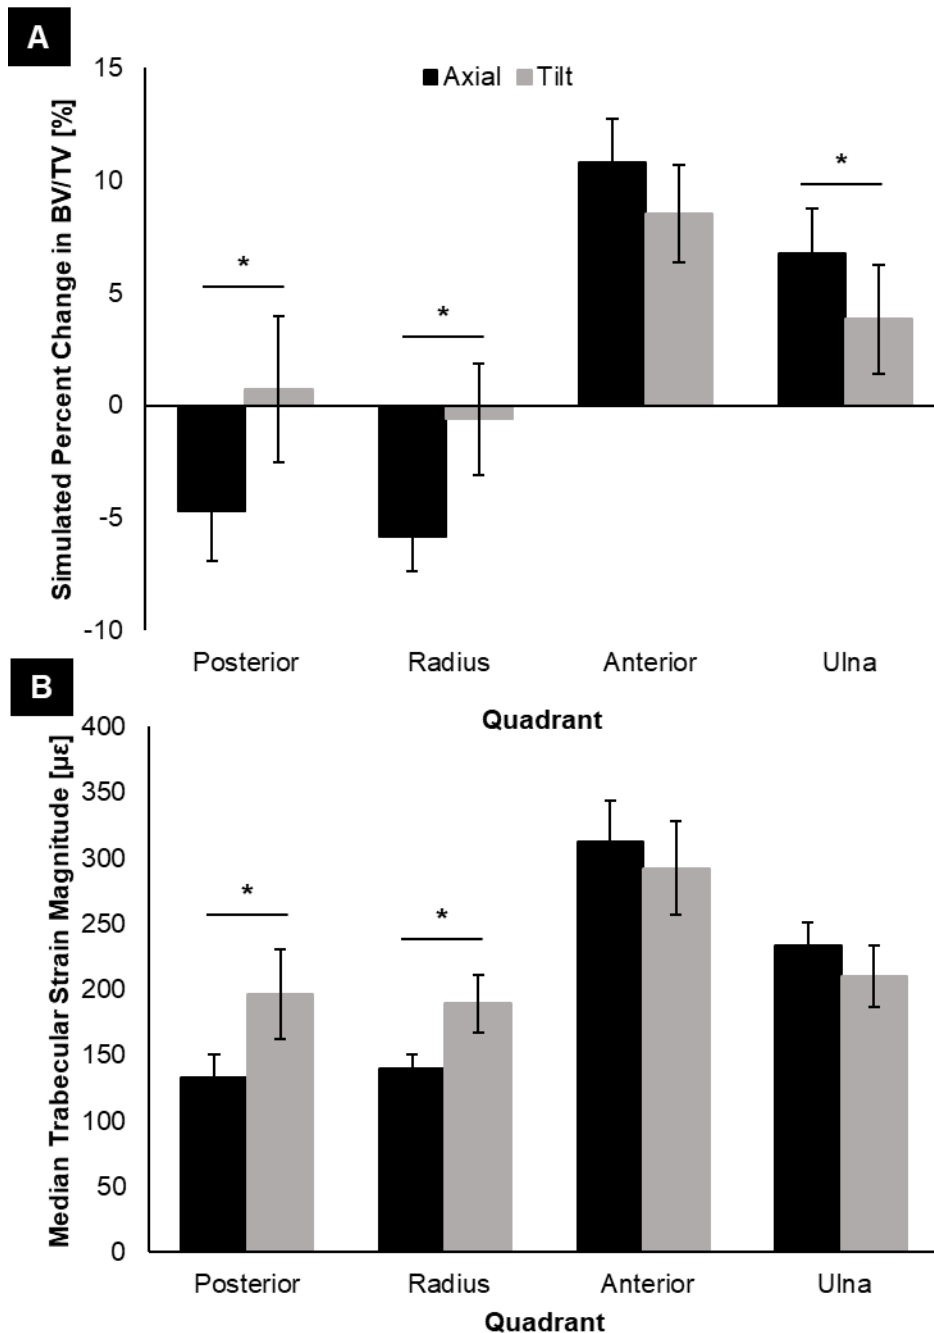 A
Simulated Percent Change in BV/TV [%]
Axial Tilt
15
10
5
0
-5
-10
*
*
*
Posterior Radius Anterior Ulna
Quadrant
B
Median Trabecular Strain Magnitude [με]
400
350
300
250
200
150
100
50
0
*
*
Posterior Radius Anterior Ulna
Quadrant